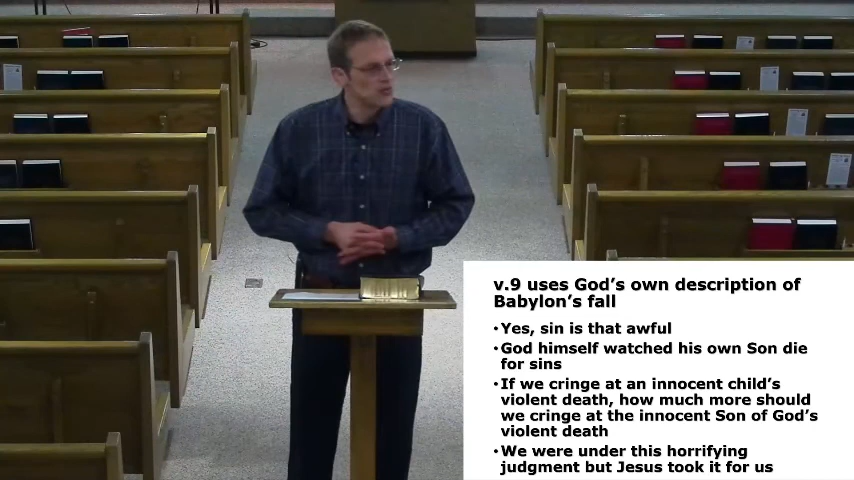 v.9 uses God's own description of
Babylon's fall
•Yes, sin is that awful
•God himself watched his own Son die
for sins
•If we cringe at an innocent child's
violent death, how much more should
we cringe at the innocent Son of God's
violent death
•We were under this horrifying
judgment but Jesus took it for us